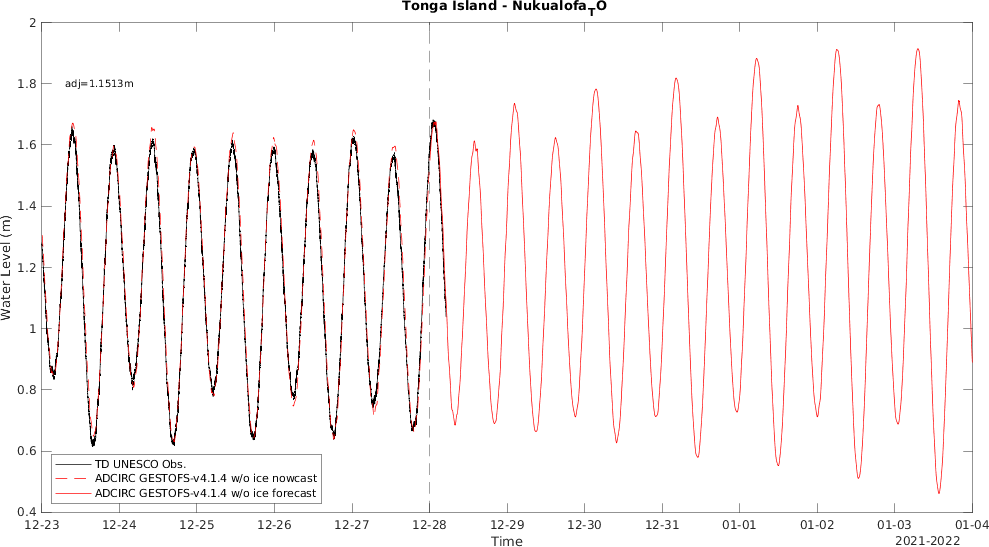 Tonga Island - NukualofaTO
2
1.8
1.6
1.4
1.2
1
0.8
0.6
0.4
Water Level (m)
adj=1.1513m
TD UNESCO Obs.
ADCIRC GESTOFS-v4.1.4 w/o ice nowcast
ADCIRC GESTOFS-v4.1.4 w/o ice forecast
12-23 12-24 12-25 12-26 12-27 12-28 12-29 12-30 12-31 01-01 01-02 01-03 01-04
Time
2021-2022